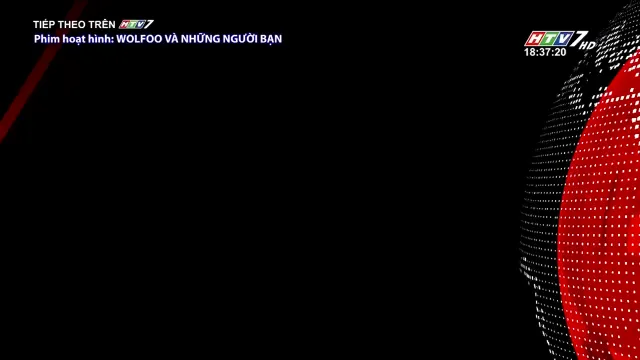 TIẾP THEO TRÊN HTV7
Phim hoạt hình: WOLFOO VÀ NHỮNG NGƯỜI BẠN
HTV7 HD
18:37:20